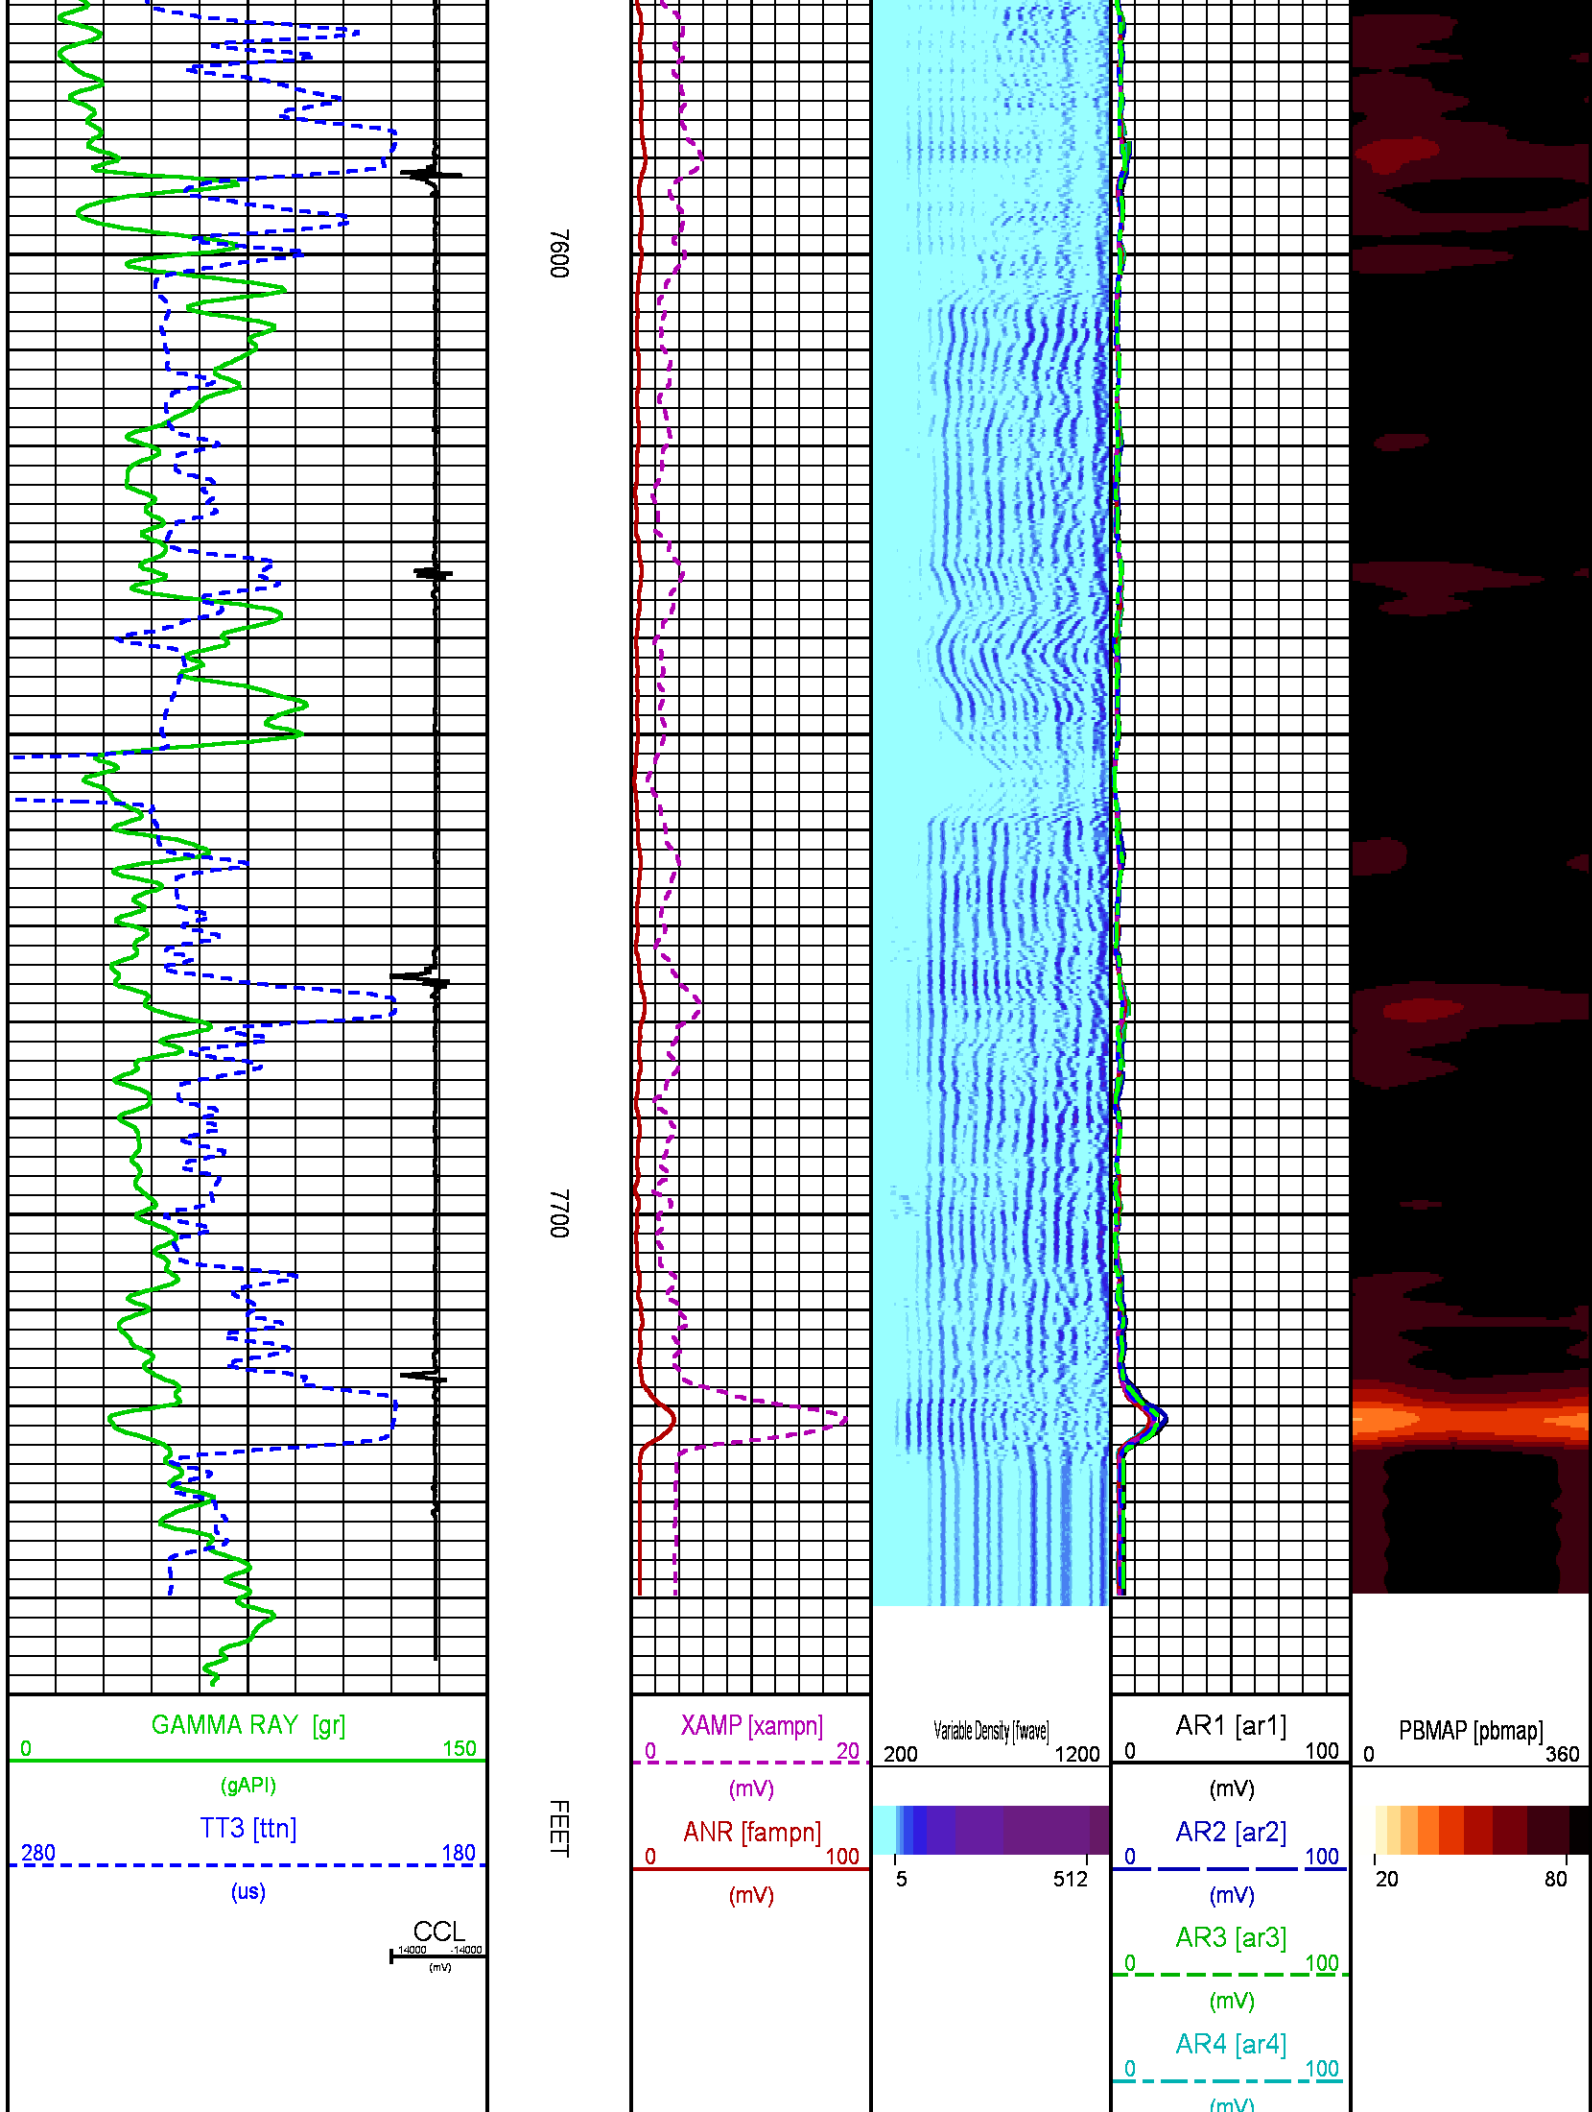 7600
7700
FEET
GAMMA RAY [gr]
0 150
(gAPI)
TT3 [ttn]
280 180
(us)
CCL
14000 -14000
(mV)
XAMP [xampn]
0 20
(mV)
ANR [fampn]
0 100
(mV)
Variable Density [fwave]
200 1200
5 512
AR1 [ar1]
0 100
(mV)
AR2 [ar2]
0 100
(mV)
AR3 [ar3]
0 100
(mV)
AR4 [ar4]
0 100
(mV)
PBMAP [pbmap]
0 360
20 80